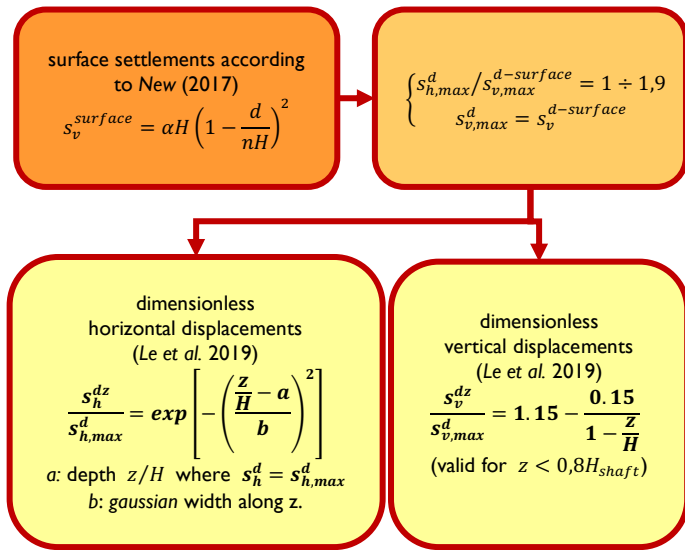 surface settlements according
to New (2017)
s_v^{surface} = αH (1 − d/nH)^2
{s_{h,max}^d/s_{v,max}^{d−surface} = 1 ÷ 1,9
s_{v,max}^d = s_v^{d−surface}
dimensionless
horizontal displacements
(Le et al. 2019)
s_h^{dz}/s_{h,max}^d = exp[−((z/H − a)/b)^2]
a: depth z/H where s_h^d = s_{h,max}^d
b: gaussian width along z.
dimensionless
vertical displacements
(Le et al. 2019)
s_v^{dz}/s_{v,max}^d = 1.15 − 0.15/(1 − z/H)
(valid for z < 0,8H_{shaft})